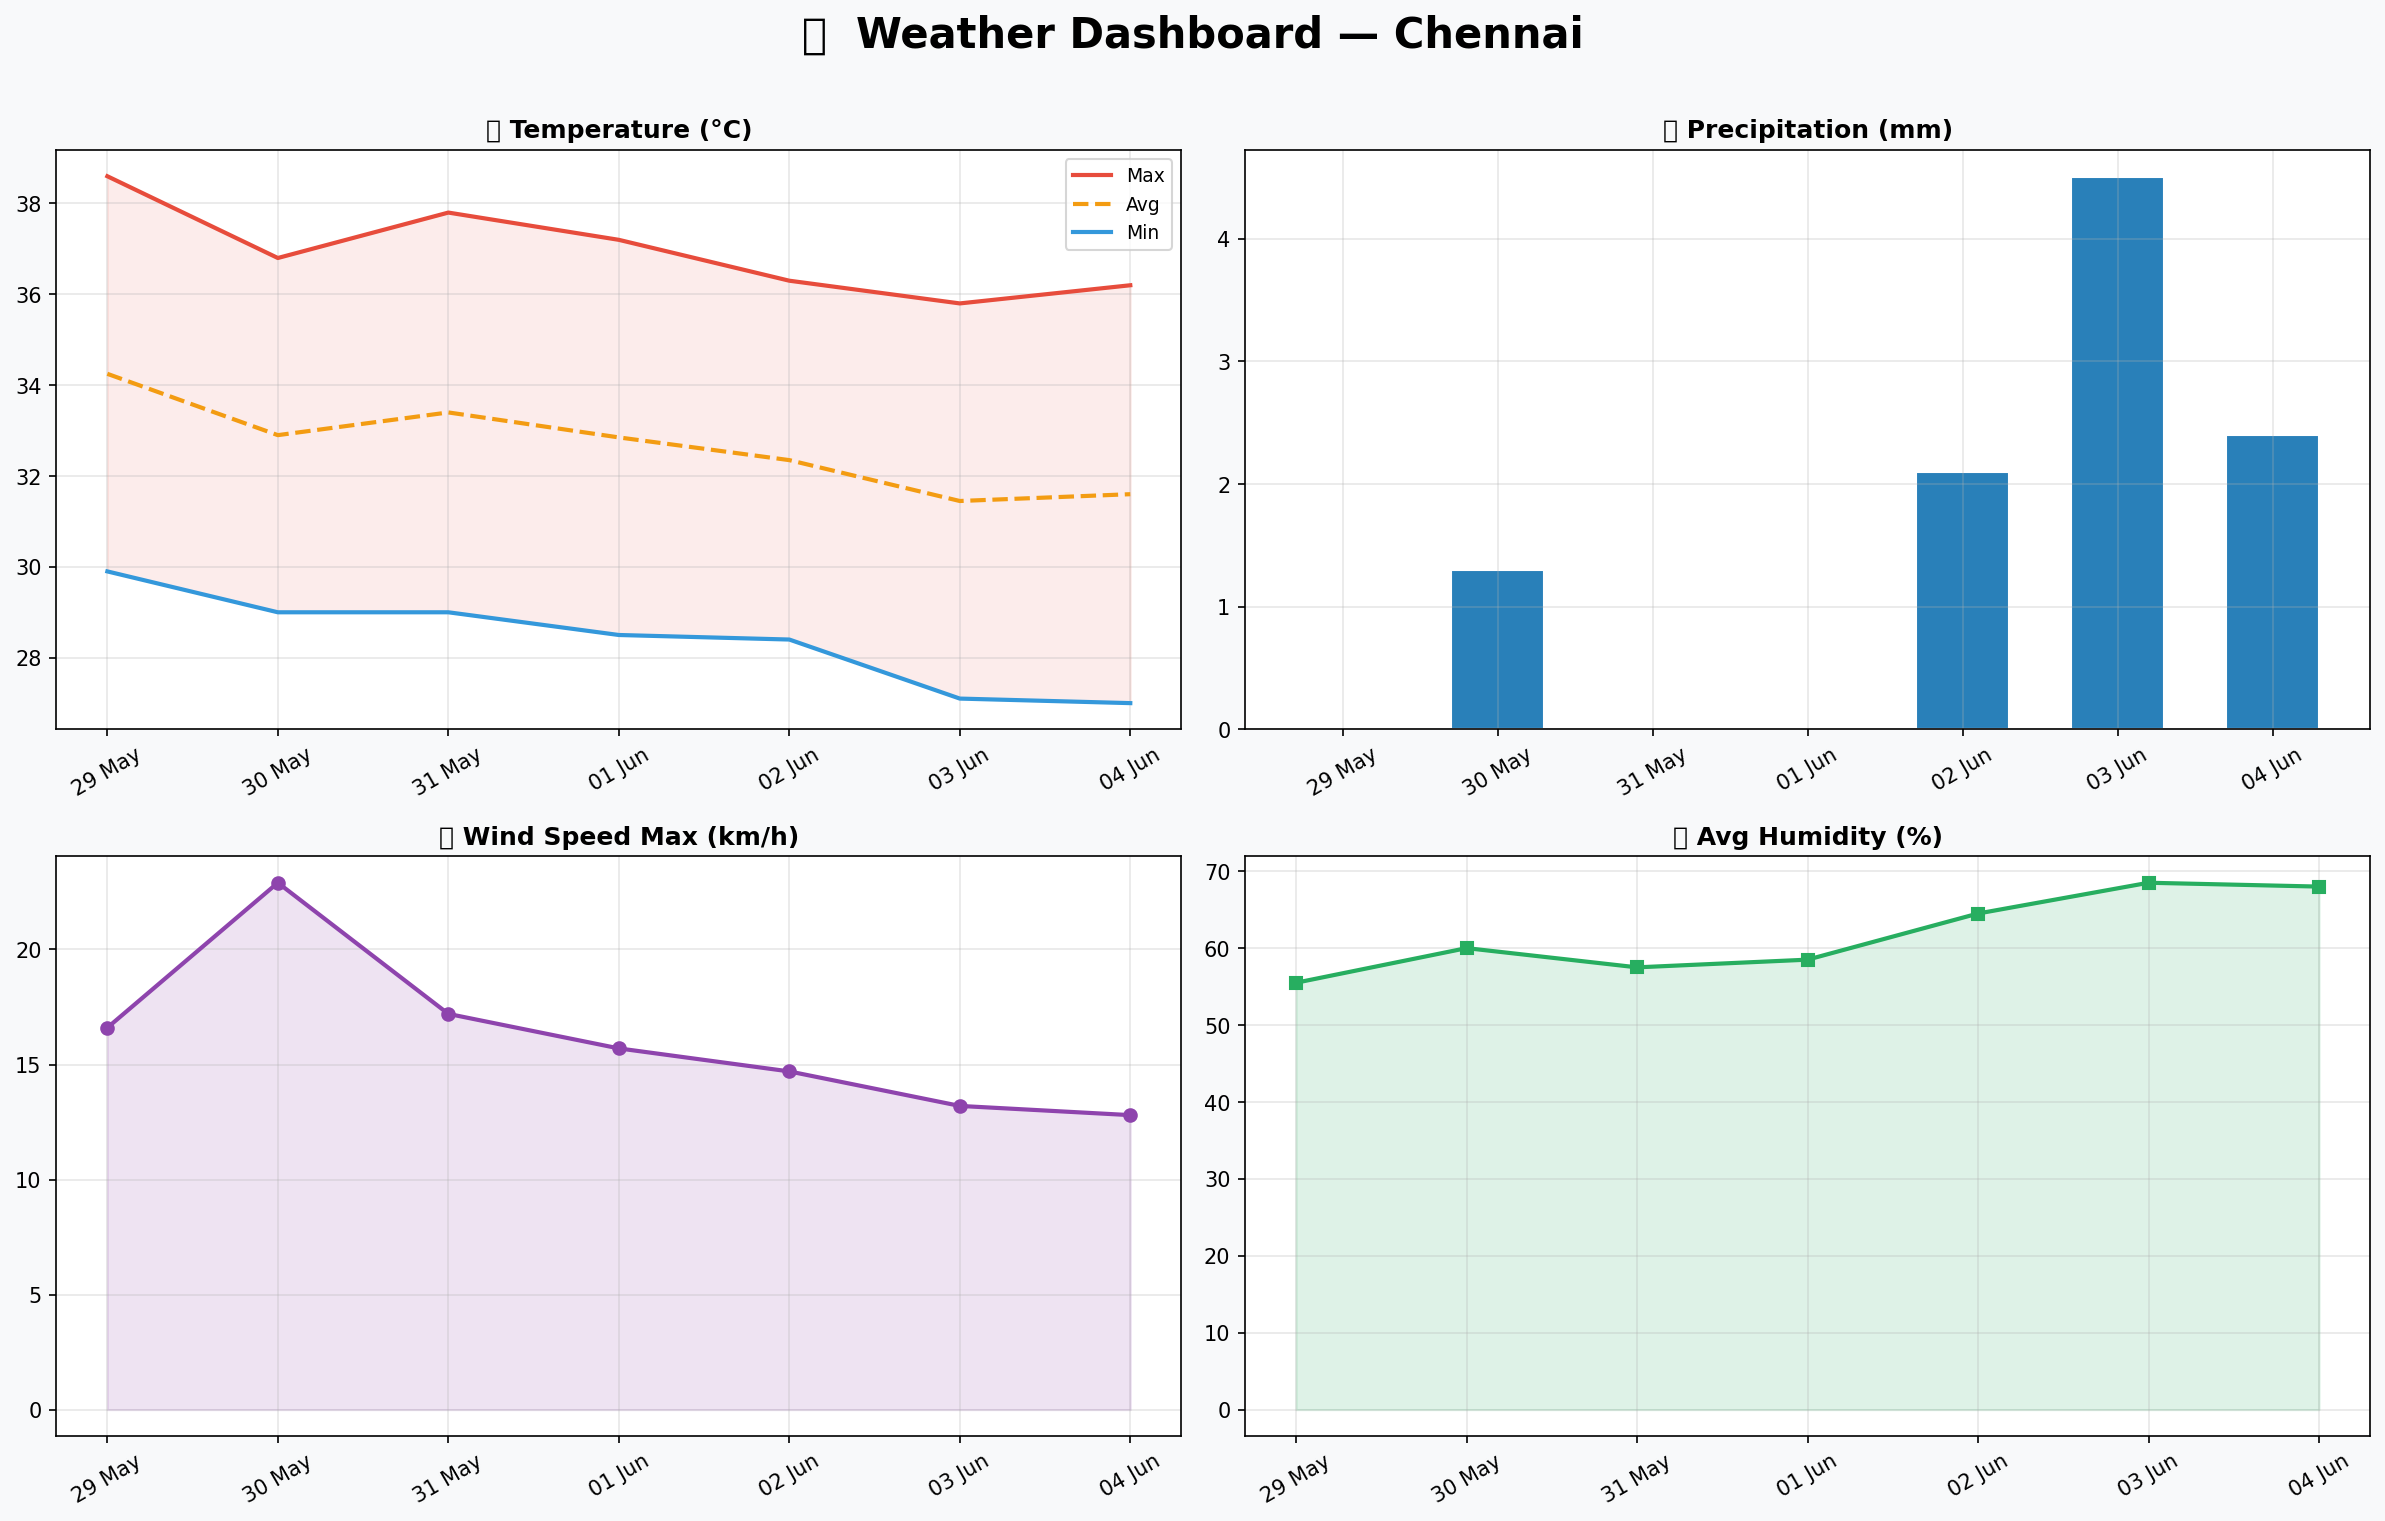 Weather Dashboard — Chennai
Temperature (°C)
38
36
34
32
30
28
Max
Avg
Min
29 May
30 May
31 May
01 Jun
02 Jun
03 Jun
04 Jun
Precipitation (mm)
4
3
2
1
0
29 May
30 May
31 May
01 Jun
02 Jun
03 Jun
04 Jun
Wind Speed Max (km/h)
20
15
10
5
0
29 May
30 May
31 May
01 Jun
02 Jun
03 Jun
04 Jun
Avg Humidity (%)
70
60
50
40
30
20
10
0
29 May
30 May
31 May
01 Jun
02 Jun
03 Jun
04 Jun